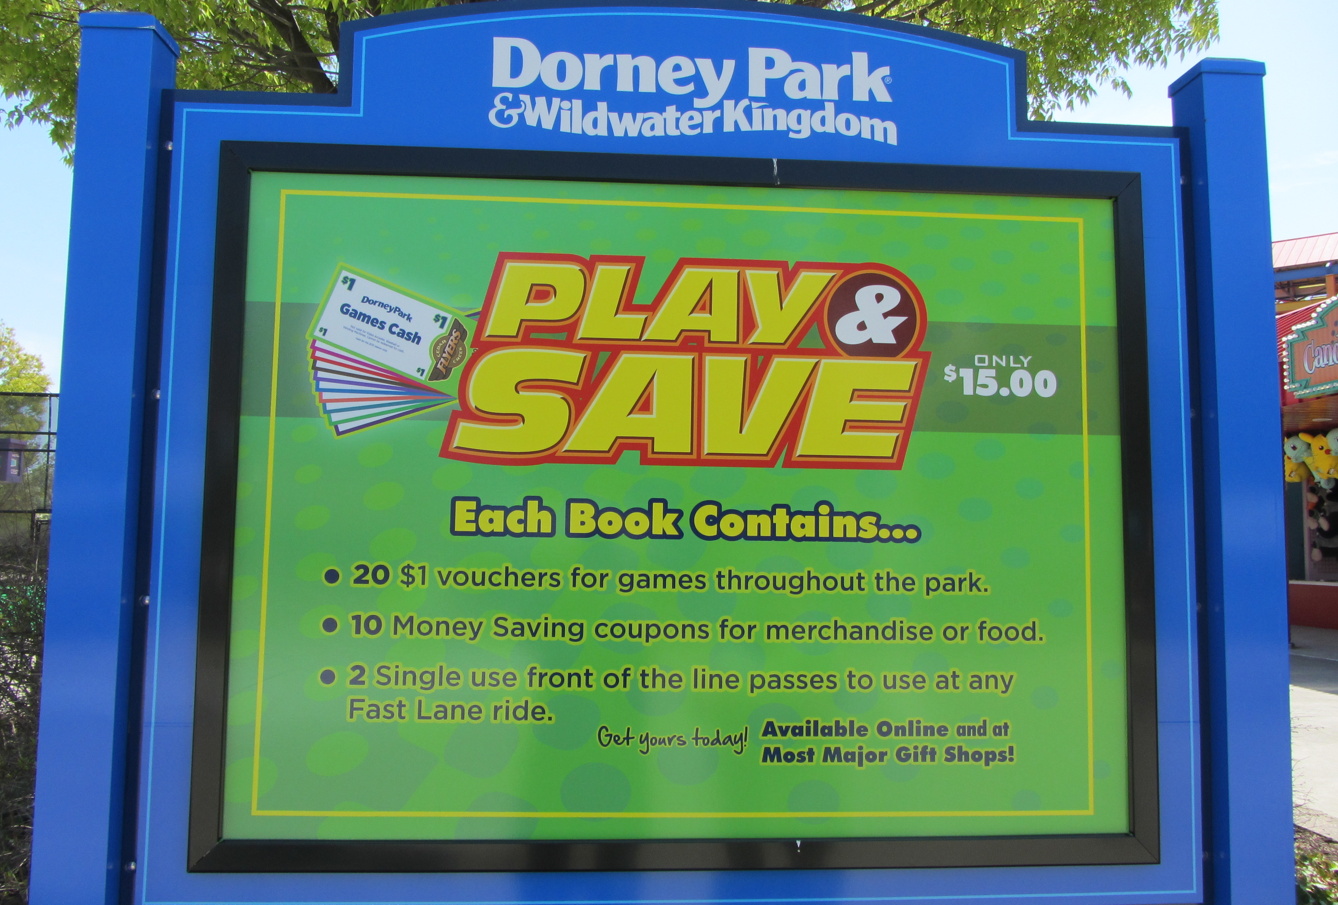 Dorney Park®
& Wildwater Kingdom
$1
DorneyPark
Games Cash
$1
$1
$1
FLYERS
PLAY &
SAVE
ONLY
$15.00
Each Book Contains...
• 20 $1 vouchers for games throughout the park.
• 10 Money Saving coupons for merchandise or food.
• 2 Single use front of the line passes to use at any
Fast Lane ride.
Get yours today!
Available Online and at
Most Major Gift Shops!